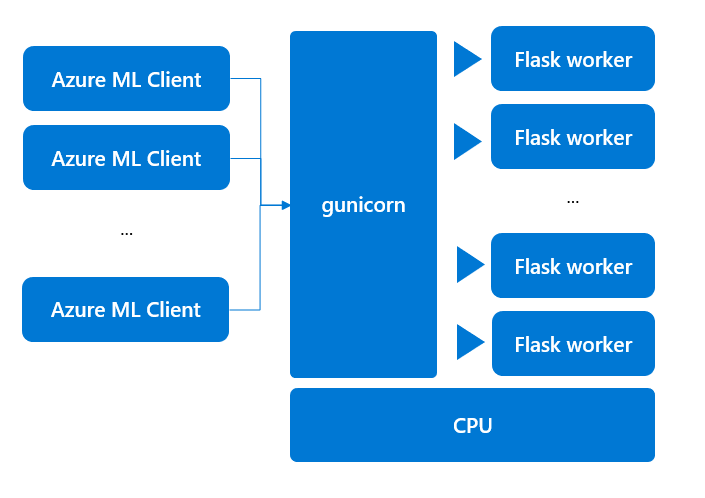 Azure ML Client
Azure ML Client
...
Azure ML Client
gunicorn
Flask worker
Flask worker
...
Flask worker
Flask worker
CPU